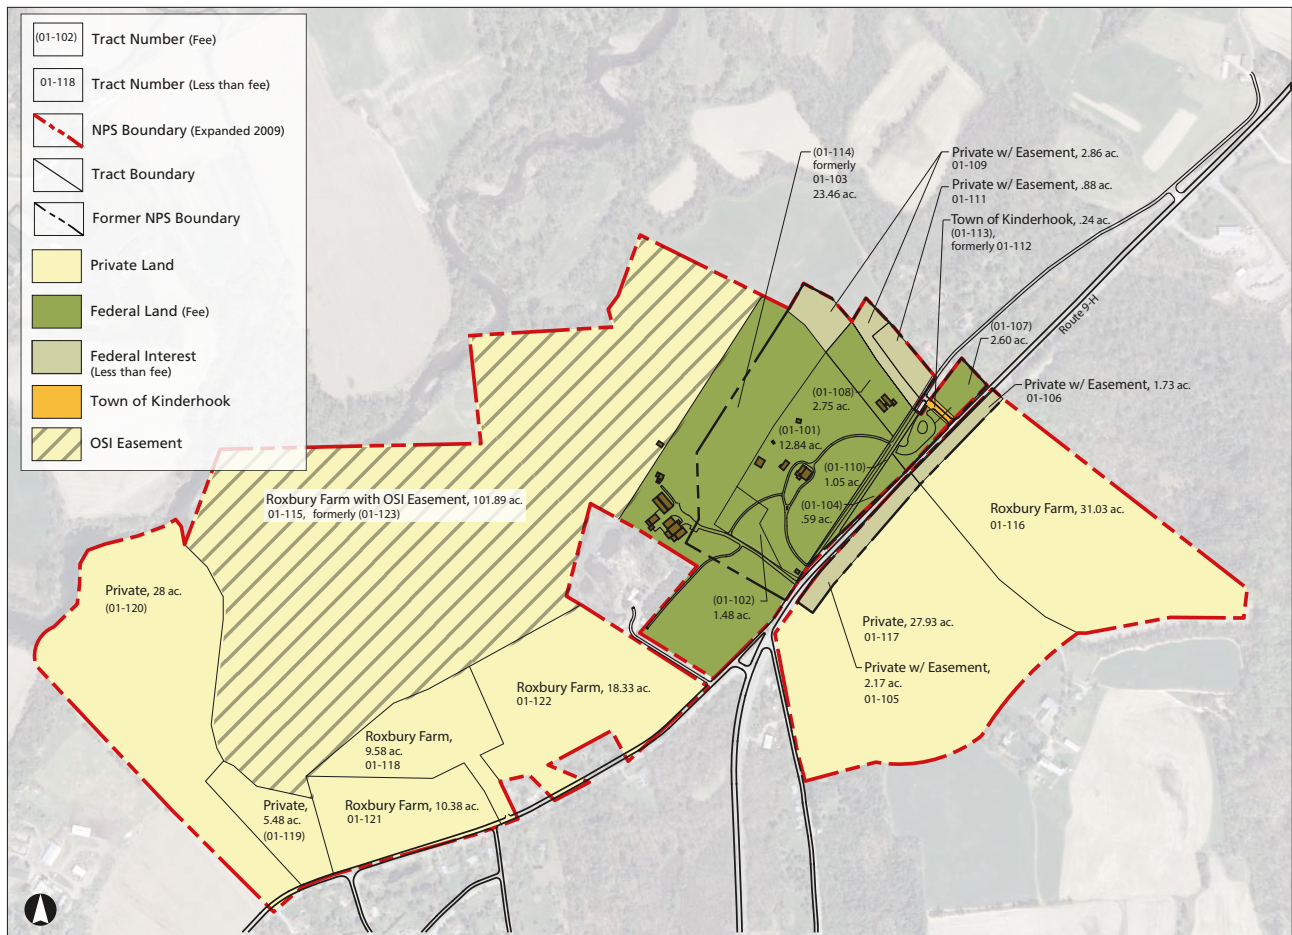 (01-102) Tract Number (Fee)
01-118 Tract Number (Less than fee)
NPS Boundary (Expanded 2009)
Tract Boundary
Former NPS Boundary
Private Land
Federal Land (Fee)
Federal Interest
(Less than fee)
Town of Kinderhook
OSI Easement
(01-114)
formerly
01-103
23.46 ac.
Private w/ Easement, 2.86 ac.
01-109
Private w/ Easement, .88 ac.
01-111
Town of Kinderhook, .24 ac.
(01-113),
formerly 01-112
Route 9-H
(01-107)
2.60 ac.
Private w/ Easement, 1.73 ac.
01-106
(01-108)
2.75 ac.
(01-101)
12.84 ac.
(01-110)
1.05 ac.
(01-104)
.59 ac.
Roxbury Farm with OSI Easement, 101.89 ac.
01-115, formerly (01-123)
Roxbury Farm, 31.03 ac.
01-116
Private, 28 ac.
(01-120)
(01-102)
1.48 ac.
Private, 27.93 ac.
01-117
Private w/ Easement,
2.17 ac.
01-105
Roxbury Farm, 18.33 ac.
01-122
Roxbury Farm,
9.58 ac.
01-118
Private,
5.48 ac.
(01-119)
Roxbury Farm, 10.38 ac.
01-121